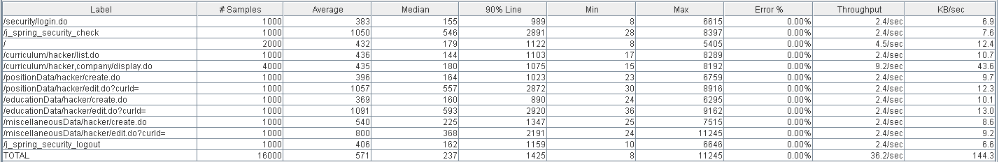 Label # Samples Average Median 90% Line Min Max Error % Throughput KB/sec
/security/login.do 1000 383 155 989 8 6615 0.00% 2.4/sec 6.9
/j_spring_security_check 1000 1050 546 2891 28 8397 0.00% 2.4/sec 7.6
/ 2000 432 179 1122 8 5405 0.00% 4.5/sec 12.4
/curriculum/hacker/list.do 1000 436 144 1103 17 8289 0.00% 2.4/sec 10.7
/curriculum/hacker,company/display.do 4000 435 180 1075 15 8192 0.00% 9.2/sec 43.6
/positionData/hacker/create.do 1000 396 164 1023 23 6759 0.00% 2.4/sec 9.7
/positionData/hacker/edit.do?curId= 1000 1057 557 2872 30 8916 0.00% 2.4/sec 12.3
/educationData/hacker/create.do 1000 369 160 890 24 6295 0.00% 2.4/sec 10.1
/educationData/hacker/edit.do?curId= 1000 1091 593 2920 36 9162 0.00% 2.4/sec 13.0
/miscellaneousData/hacker/create.do 1000 540 225 1347 25 7515 0.00% 2.4/sec 8.6
/miscellaneousData/hacker/edit.do?curId= 1000 800 368 2191 24 11245 0.00% 2.4/sec 9.2
/j_spring_security_logout 1000 406 162 1159 10 6646 0.00% 2.4/sec 6.6
TOTAL 16000 571 237 1425 8 11245 0.00% 36.2/sec 144.3